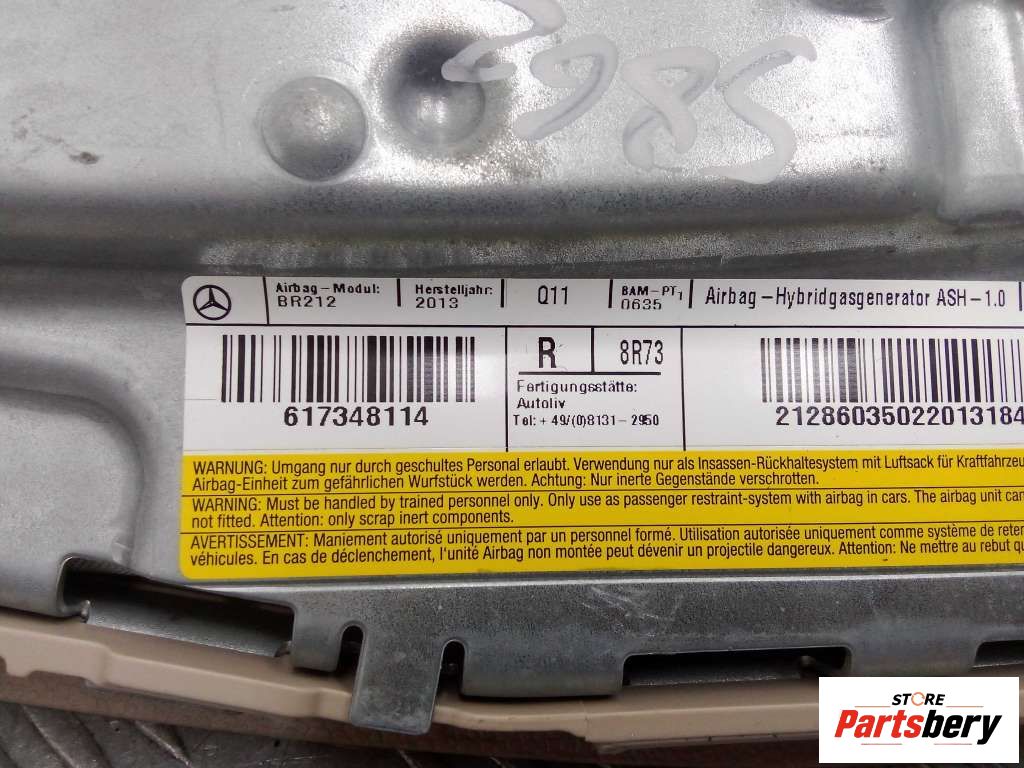 2985
Airbag-Modul:
BR212
Herstelljahr:
2013
Q11
BAM-PT1
0635
Airbag-Hybridgasgenerator ASH-1.0
617348114
R
8R73
Fertigungsstätte:
Autoliv
Tel: +49/(0)8131-2950
21286035022013184
WARNUNG: Umgang nur durch geschultes Personal erlaubt. Verwendung nur als Insassen-Rückhaltesystem mit Luftsack für Kraftfahrzeu
Airbag-Einheit zum gefährlichen Wurfstück werden. Achtung: Nur inerte Gegenstände verschrotten.
WARNING: Must be handled by trained personnel only. Only use as passenger restraint-system with airbag in cars. The airbag unit can
not fitted. Attention: only scrap inert components.
AVERTISSEMENT: Maniement autorisé uniquement par un personnel formé. Utilisation autorisée uniquement comme système de reten
véhicules. En cas de déclenchement, l'unité Airbag non montée peut dévenir un projectile dangereux. Attention: Ne mettre au rebut qu
STORE
Partsbery